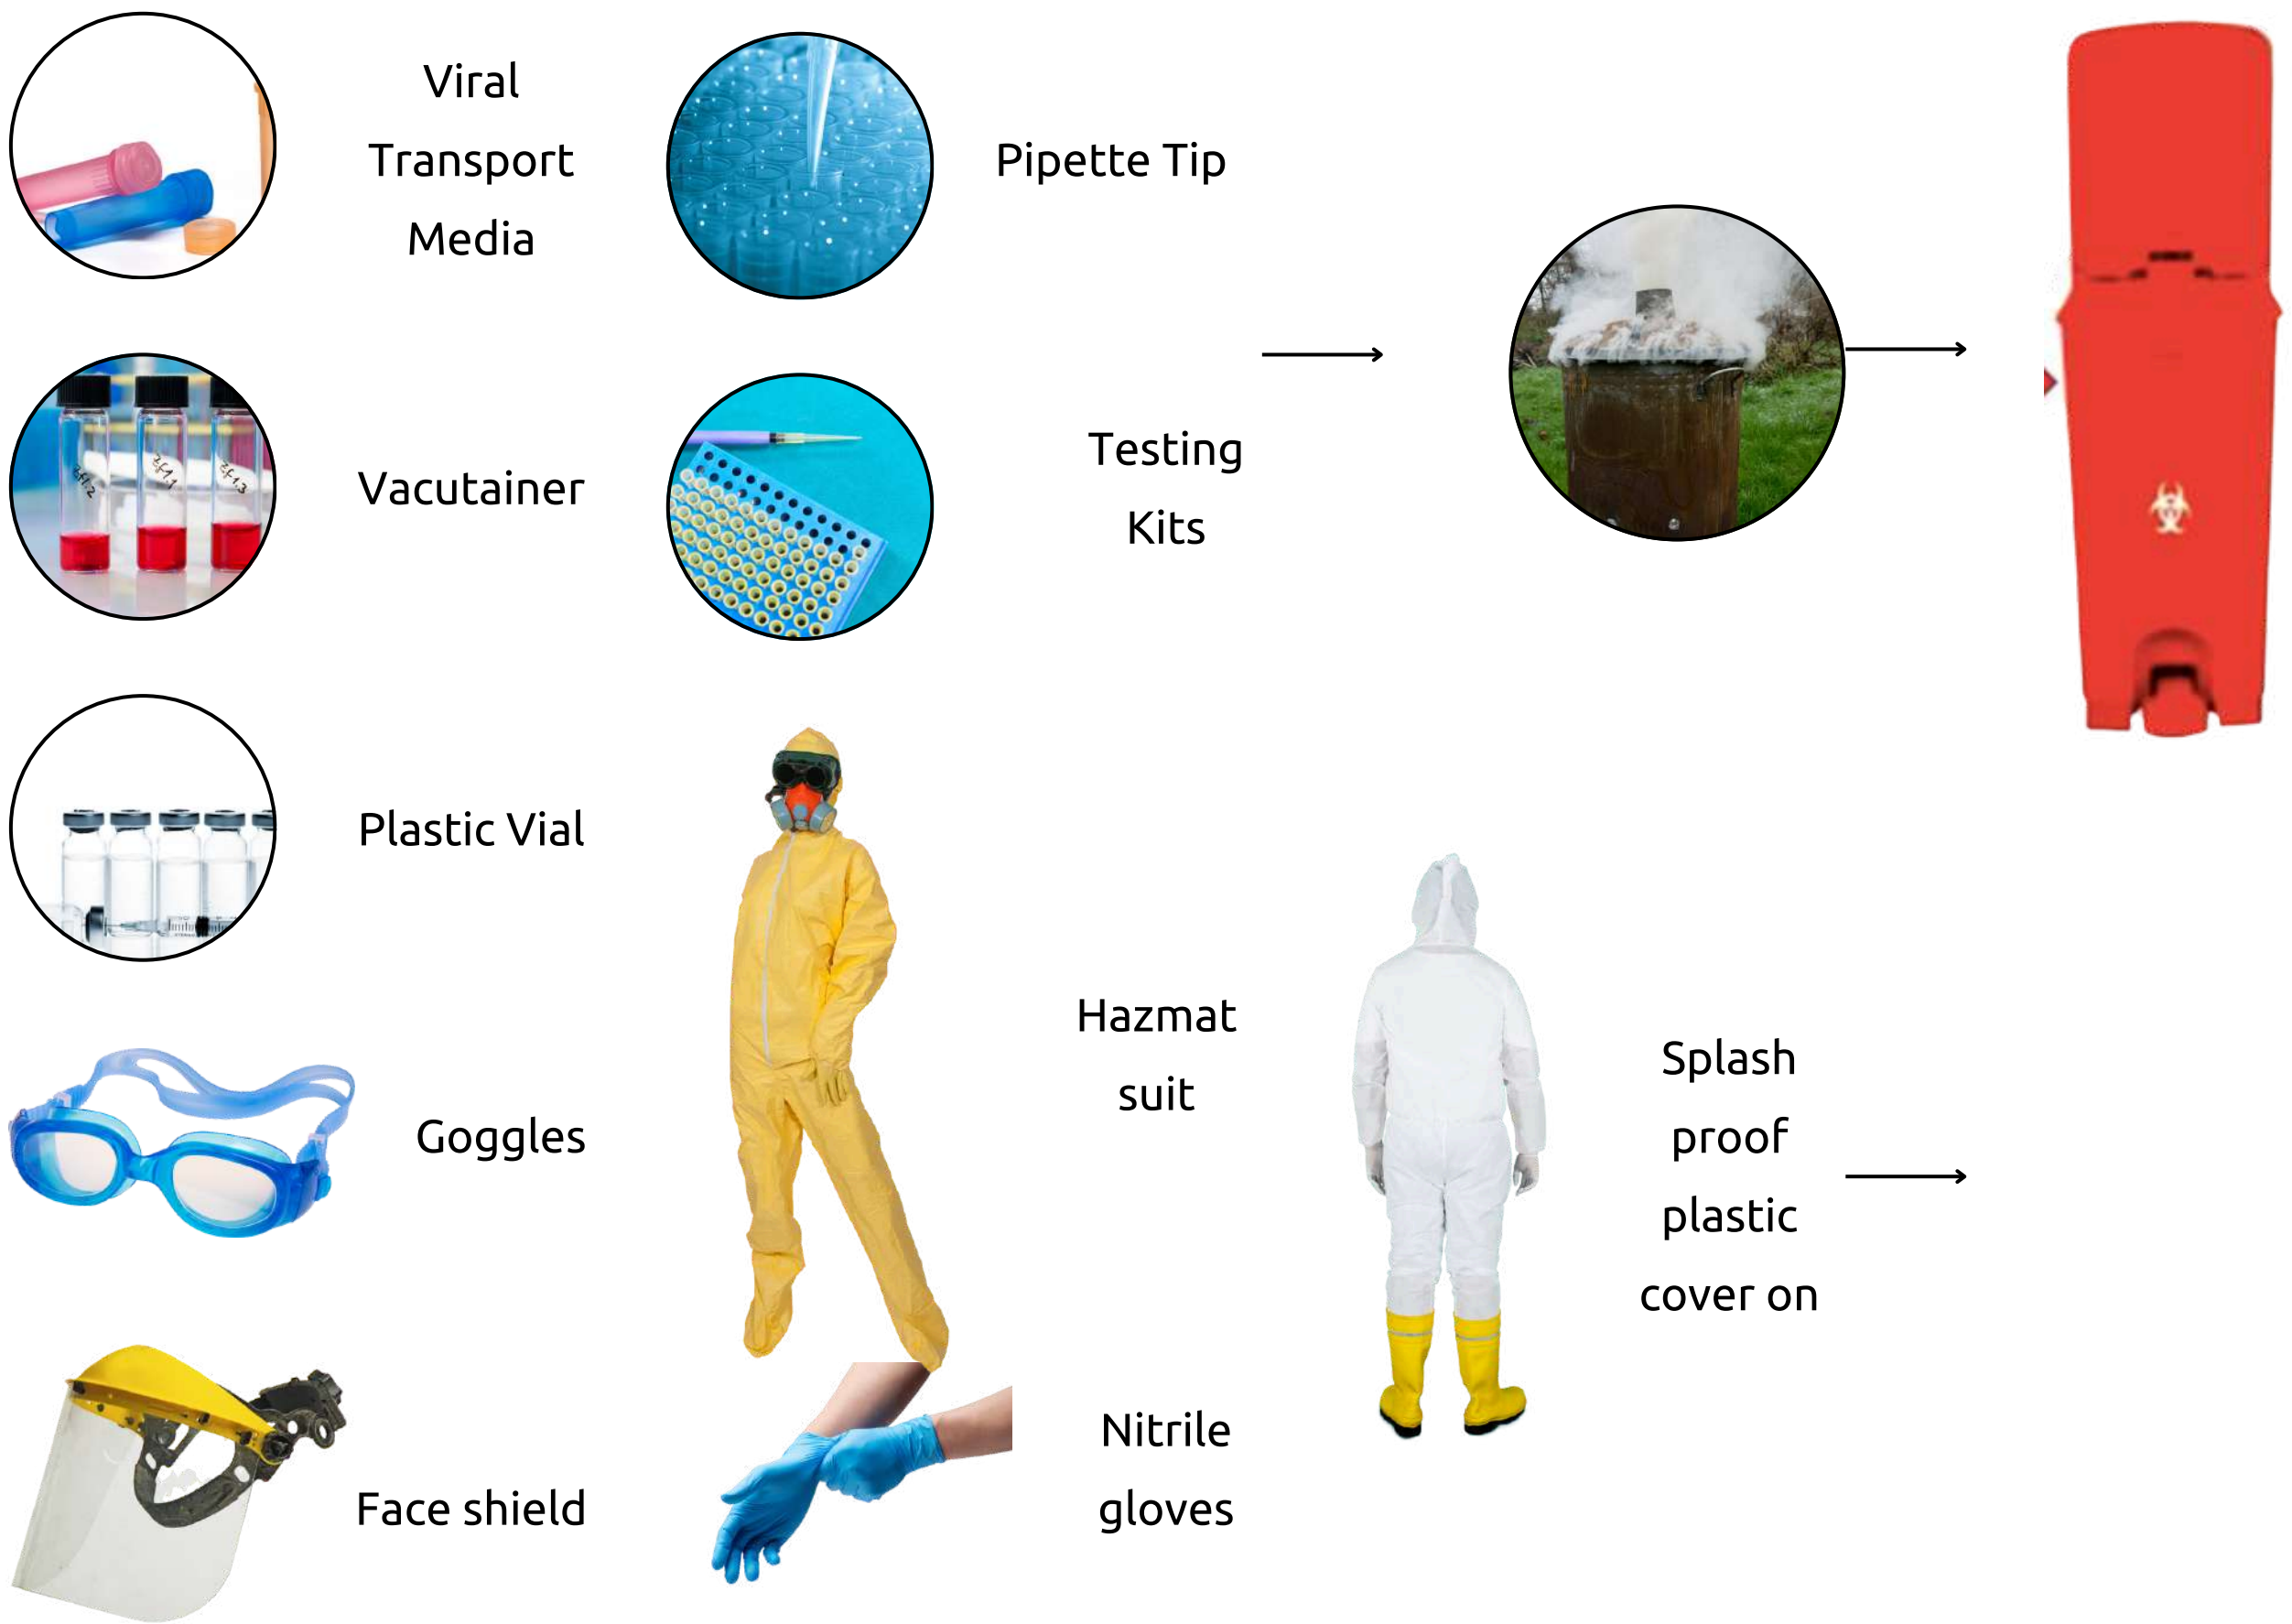 Viral
Transport
Media
Pipette Tip
Vacutainer
Testing
Kits
Plastic Vial
Goggles
Hazmat
suit
Splash
proof
plastic
cover on
Face shield
Nitrile
gloves